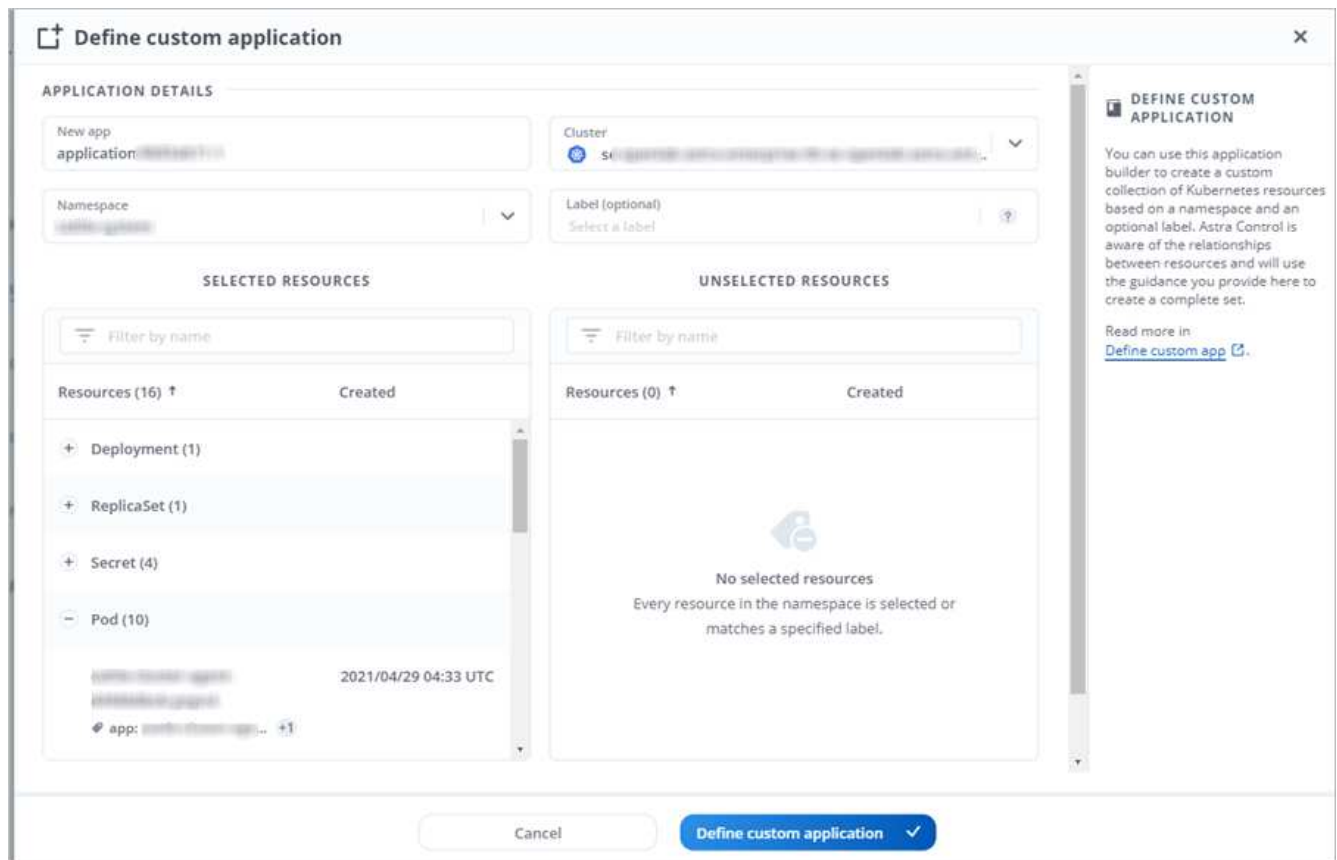 Define custom application
APPLICATION DETAILS
New app
application
Cluster
Namespace
Label (optional)
Select a label
?
SELECTED RESOURCES
UNSELECTED RESOURCES
Filter by name
Filter by name
Resources (16) ↑ Created
Resources (0) ↑ Created
+ Deployment (1)
+ ReplicaSet (1)
+ Secret (4)
− Pod (10)
2021/04/29 04:33 UTC
app: ... +1
No selected resources
Every resource in the namespace is selected or
matches a specified label.
Cancel
Define custom application
DEFINE CUSTOM
APPLICATION
You can use this application
builder to create a custom
collection of Kubernetes resources
based on a namespace and an
optional label. Astra Control is
aware of the relationships
between resources and will use
the guidance you provide here to
create a complete set.
Read more in
Define custom app.